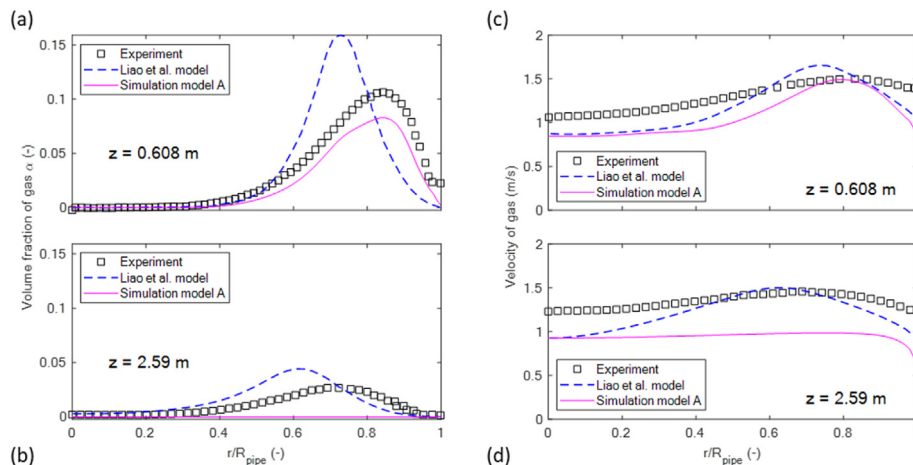 (a)
0.15
0.1
0.05
0
Experiment
Liao et al. model
Simulation model A
z = 0.608 m
Volume fraction of gas α (-)
0.15
0.1
0.05
0
Experiment
Liao et al. model
Simulation model A
z = 2.59 m
0 0.2 0.4 0.6 0.8 1
r/Rpipe (-)
(b)
(c)
2
1.5
1
0.5
0
Experiment
Liao et al. model
Simulation model A
z = 0.608 m
Velocity of gas (m/s)
2
1.5
1
0.5
0
Experiment
Liao et al. model
Simulation model A
z = 2.59 m
0 0.2 0.4 0.6 0.8
r/Rpipe (-)
(d)